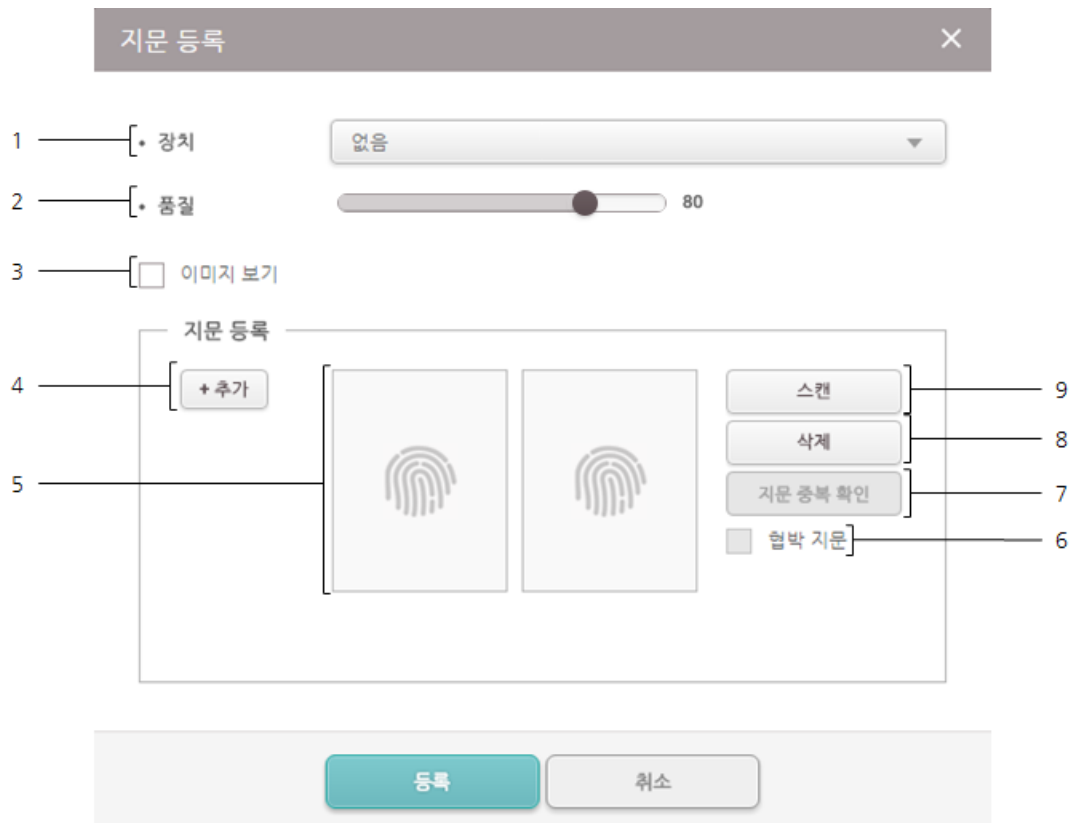 지문 등록
1 • 장치 없음
2 • 품질 80
3 이미지 보기
지문 등록
4 + 추가 스캔 9
삭제 8
5 지문 중복 확인 7
협박 지문 6
등록 취소